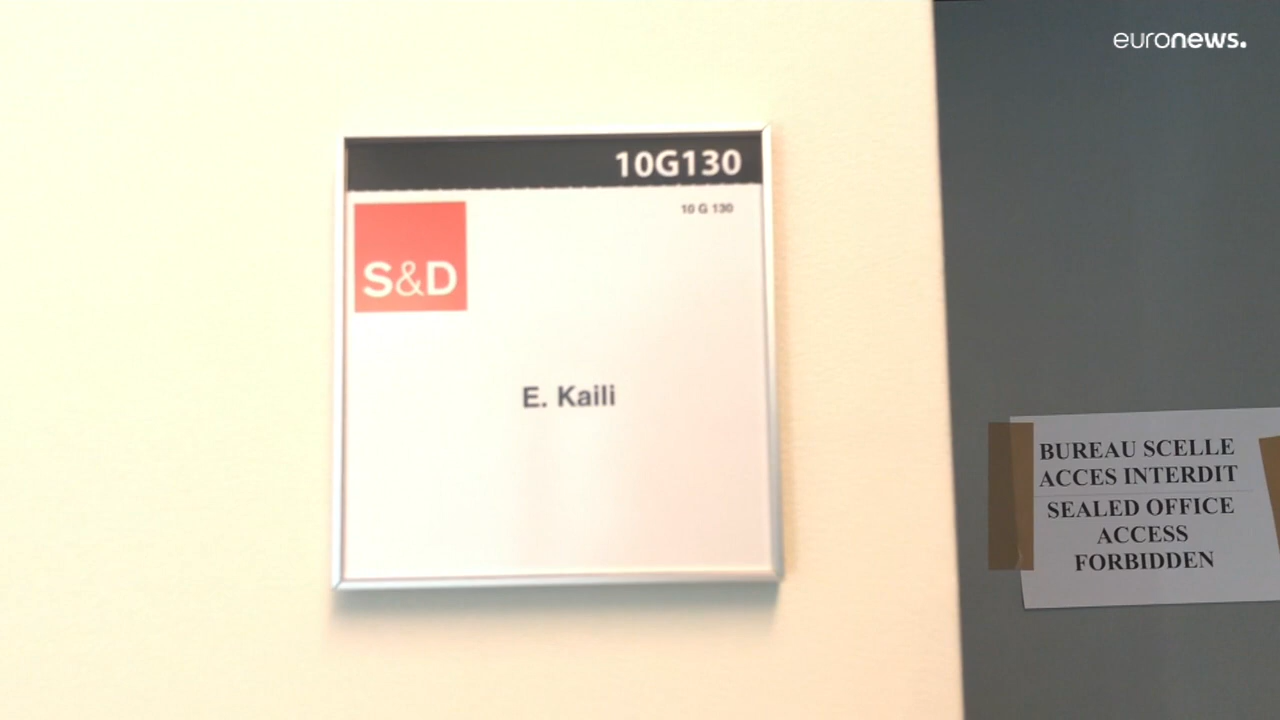 euronews.
10G130
10 G 130
S&D
E. Kaili
BUREAU SCELLE
ACCES INTERDIT
SEALED OFFICE
ACCESS
FORBIDDEN